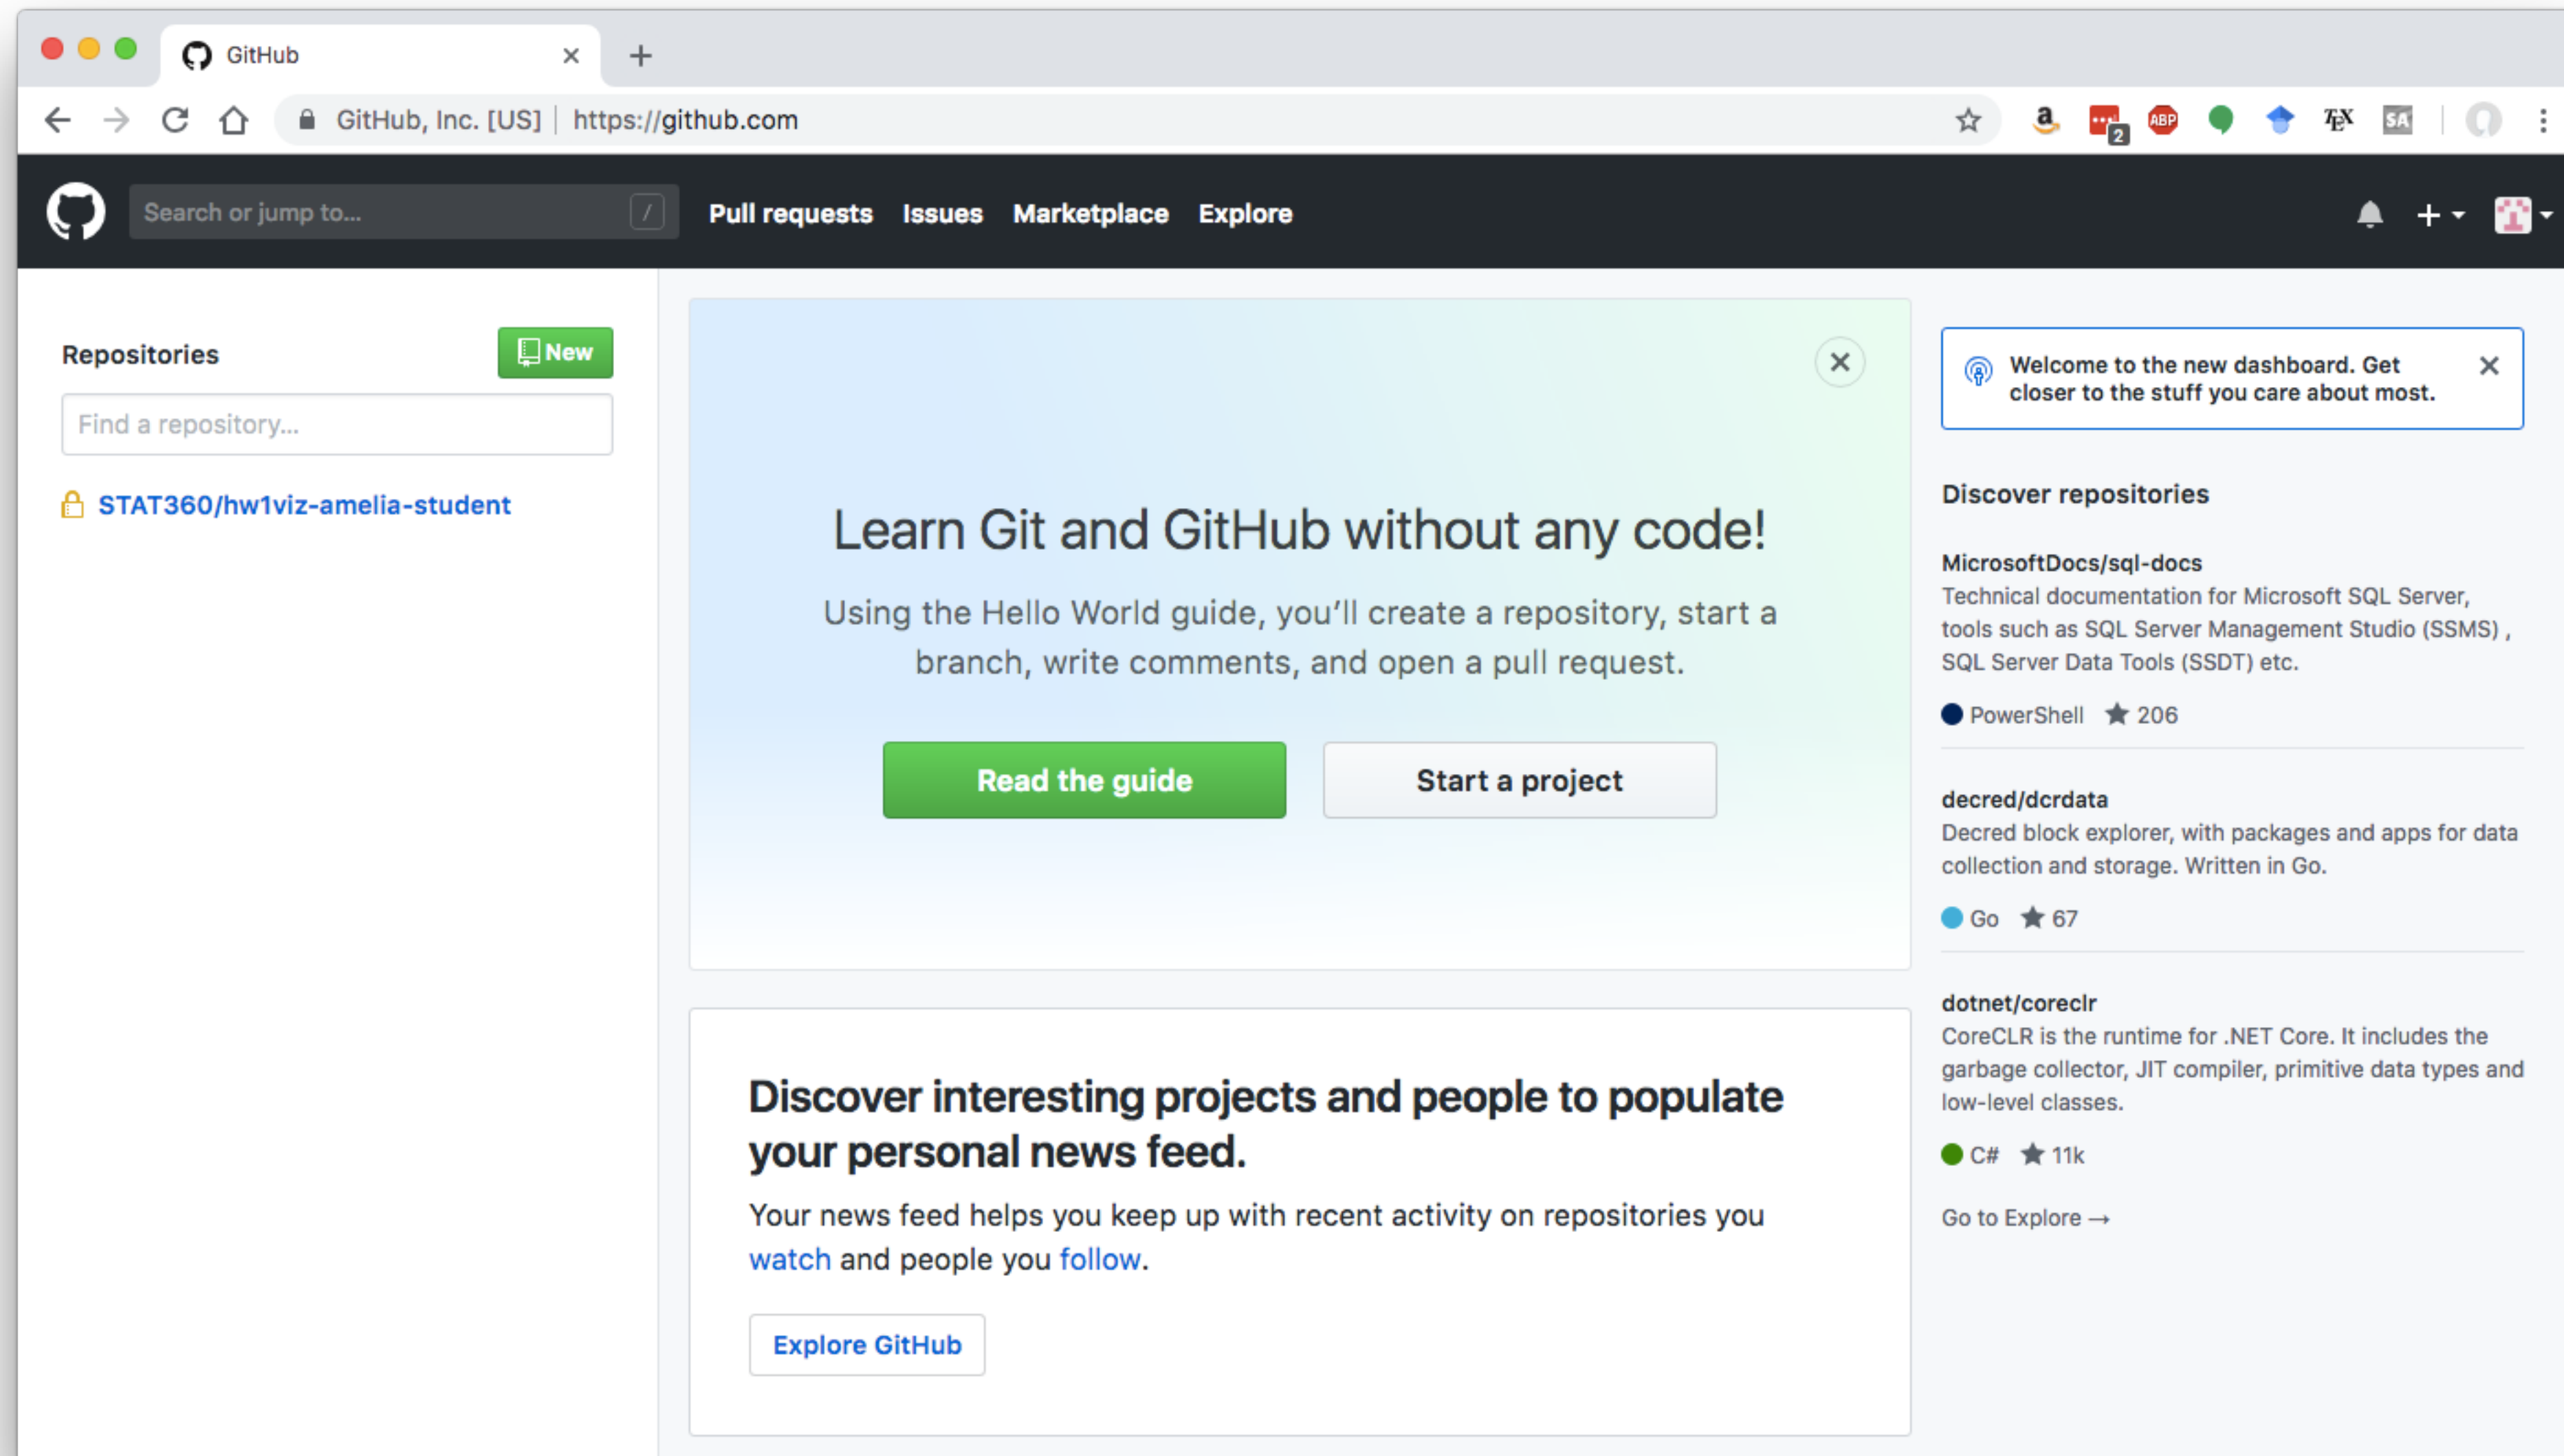 GitHub
GitHub, Inc. [US] https://github.com
a
2
ABP
TEX
SA
Search or jump to... /
Pull requests Issues Marketplace Explore
Repositories
New
Find a repository...
STAT360/hw1viz-amelia-student
Learn Git and GitHub without any code!
Using the Hello World guide, you’ll create a repository, start a
branch, write comments, and open a pull request.
Read the guide
Start a project
Discover interesting projects and people to populate
your personal news feed.
Your news feed helps you keep up with recent activity on repositories you
watch and people you follow.
Explore GitHub
Welcome to the new dashboard. Get
closer to the stuff you care about most.
Discover repositories
MicrosoftDocs/sql-docs
Technical documentation for Microsoft SQL Server,
tools such as SQL Server Management Studio (SSMS) ,
SQL Server Data Tools (SSDT) etc.
PowerShell 206
decred/dcrdata
Decred block explorer, with packages and apps for data
collection and storage. Written in Go.
Go 67
dotnet/coreclr
CoreCLR is the runtime for .NET Core. It includes the
garbage collector, JIT compiler, primitive data types and
low-level classes.
C# 11k
Go to Explore →